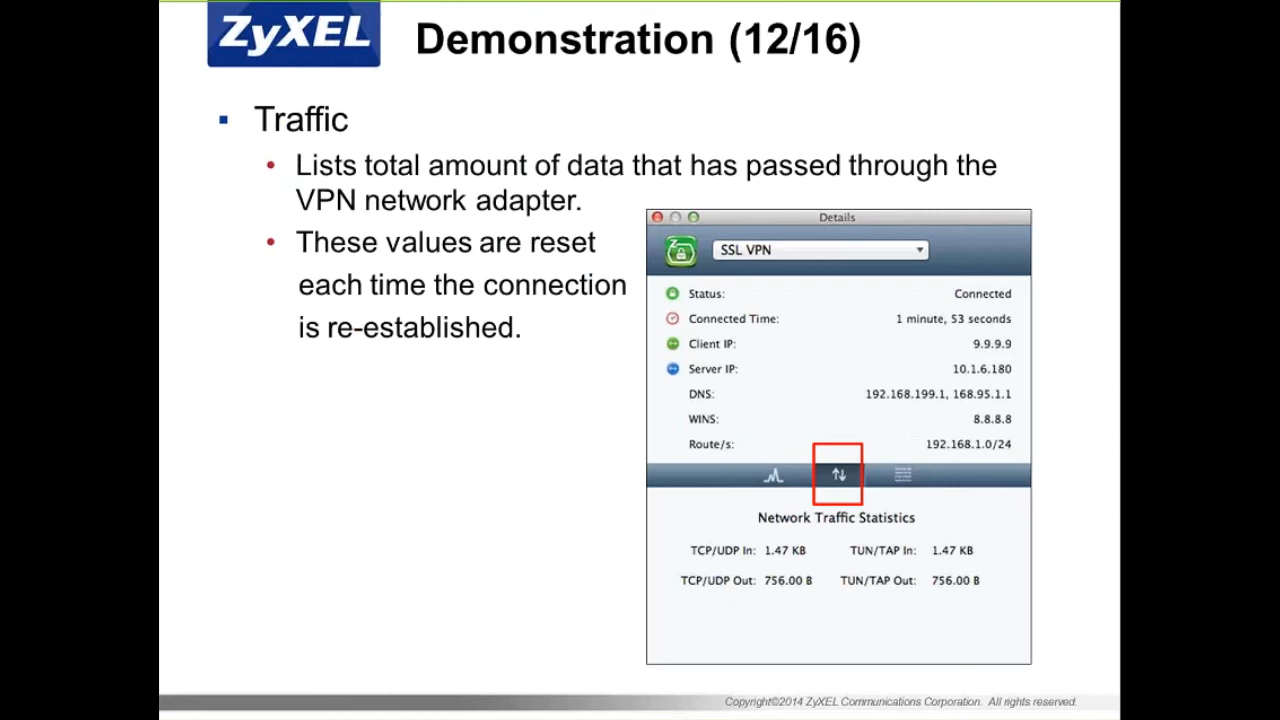 ZyXEL
Demonstration (12/16)
▪ Traffic
• Lists total amount of data that has passed through the
VPN network adapter.
• These values are reset
each time the connection
is re-established.
Details
SSL VPN
Status: Connected
Connected Time: 1 minute, 53 seconds
Client IP: 9.9.9.9
Server IP: 10.1.6.180
DNS: 192.168.199.1, 168.95.1.1
WINS: 8.8.8.8
Route/s: 192.168.1.0/24
Network Traffic Statistics
TCP/UDP In: 1.47 KB TUN/TAP In: 1.47 KB
TCP/UDP Out: 756.00 B TUN/TAP Out: 756.00 B
Copyright©2014 ZyXEL Communications Corporation. All rights reserved.